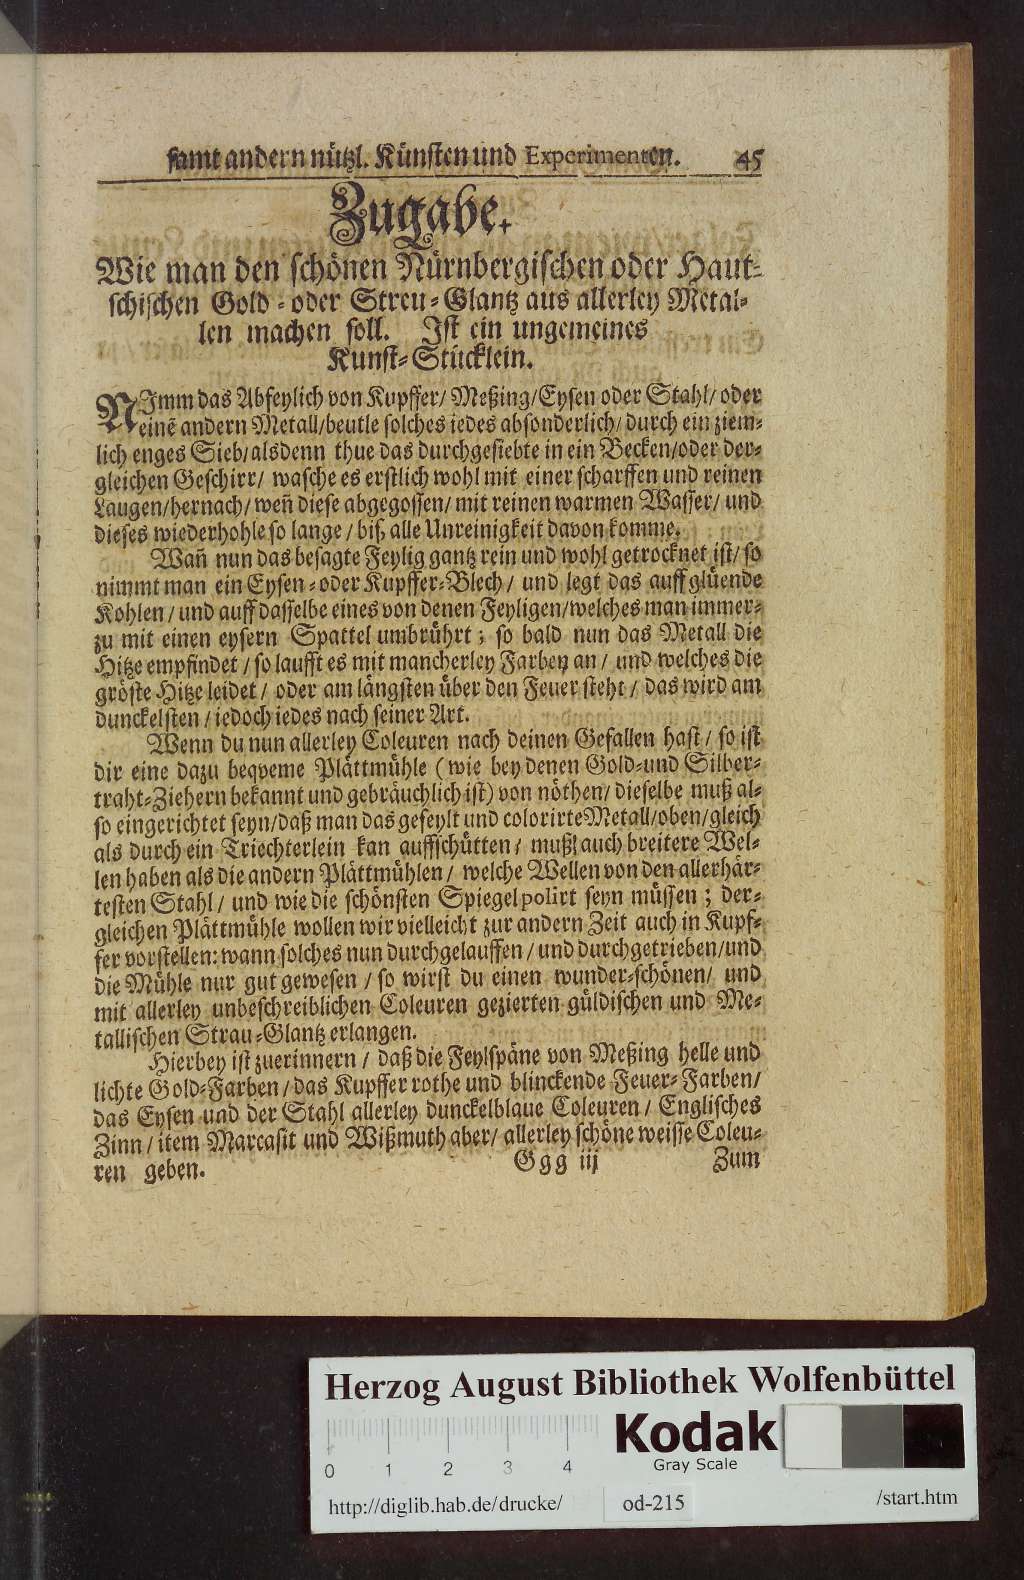 samt andern nützl. Künsten und Experimenten. 45
Zugabe.
Wie man den schönen Nürnbergischen oder Haut-
schischen Gold- oder Streu-Glantz aus allerley Metal-
len machen soll. Ist ein ungemeines
Kunst-Stücklein.
NImm das Abfeylich von Kupffer/ Meßing/ Eysen oder Stahl/ oder
einē andern Metall/ beutle solches iedes absonderlich/ durch ein ziem-
lich enges Sieb/ alsdenn thue das durchgesiebte in ein Becken/ oder der-
gleichen Geschirr/ wasche es erstlich wohl mit einer scharffen und reinen
Laugen/ hernach/ weñ diese abgegossen/ mit reinen warmen Wasser/ und
dieses wiederhohle so lange/ biß alle Unreinigkeit davon komme.
Wañ nun das besagte Feylig gantz rein und wohl getrocknet ist/ so
nimmt man ein Eysen- oder Kupffer-Blech/ und legt das auff glüende
Kohlen/ und auff dasselbe eines von denen Feyligen/ welches man immer-
zu mit einen eysern Spattel umbrührt; so bald nun das Metall die
Hitze empfindet/ so laufft es mit mancherley Farben an/ und welches die
gröste Hitze leidet/ oder am längsten über den Feuer steht/ das wird am
dunckelsten/ iedoch iedes nach seiner Art.
Wenn du nun allerley Coleuren nach deinen Gefallen hast/ so ist
dir eine dazu beqveme Plättmühle (wie bey denen Gold- und Silber-
traht-Ziehern bekannt und gebräuchlich ist) von nöthen/ dieselbe muß al-
so eingerichtet seyn/ daß man das gefeylt und colorirte Metall/ oben/ gleich
als durch ein Triechterlein kan auffschütten/ muß auch breitere Wel-
len haben als die andern Plättmühlen/ welche Wellen von den allerhär-
testen Stahl/ und wie die schönsten Spiegel polirt seyn müssen; der-
gleichen Plättmühle wollen wir vielleicht zur andern Zeit auch in Kupf-
fer vorstellen: wann solches nun durchgelauffen/ und durchgetrieben/ und
die Mühle nur gut gewesen/ so wirst du einen wunder-schönen/ und
mit allerley unbeschreiblichen Coleuren gezierten güldischen und Me-
tallischen Strau-Glantz erlangen.
Hierbey ist zuerinnern/ daß die Feylspäne von Meßing helle und
lichte Gold-Farben/ das Kupffer rothe und blinckende Feuer-Farben/
das Eysen und der Stahl allerley dunckelblaue Coleuren/ Englisches
Zinn/ item Marcasit und Wißmuth aber/ allerley schöne weisse Coleu-
ren geben. Ggg iij Zum
Herzog August Bibliothek Wolfenbüttel
0 1 2 3 4
Kodak
Gray Scale
http://diglib.hab.de/drucke/ od-215 /start.htm